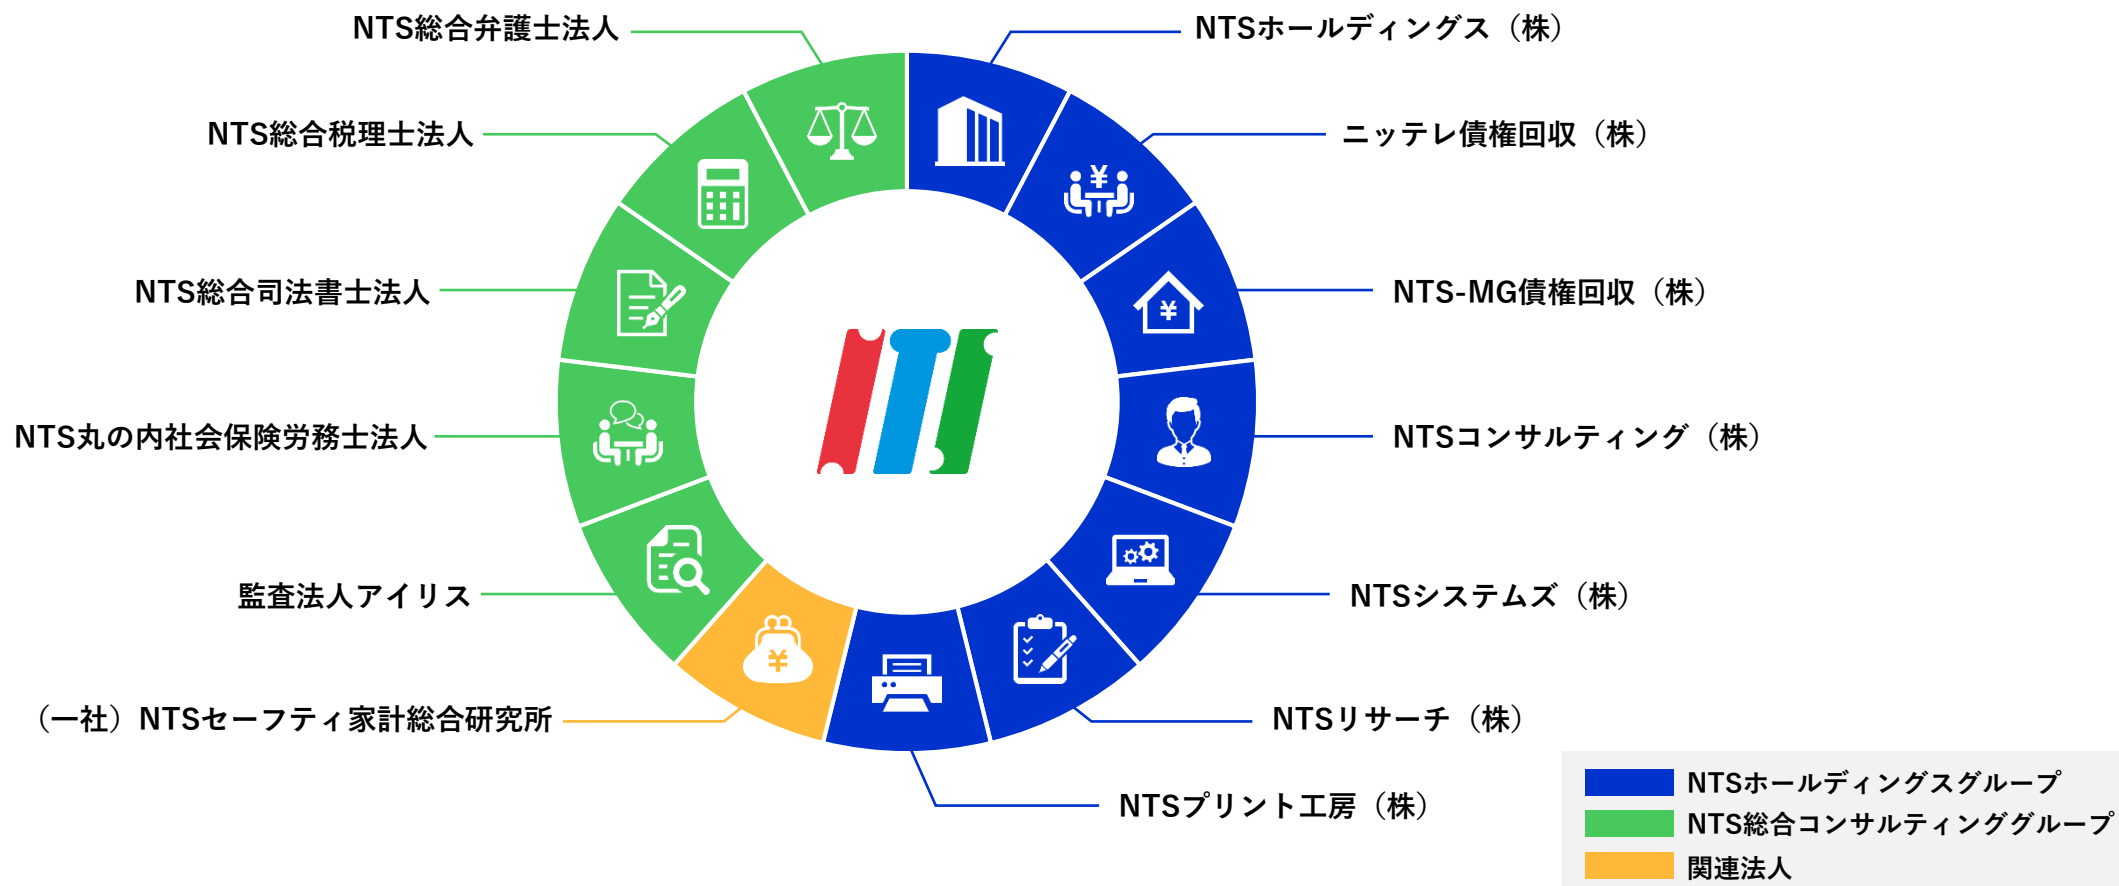 NTS総合弁護士法人
NTSホールディングス（株）
NTS総合税理士法人
ニッテレ債権回収（株）
NTS総合司法書士法人
NTS-MG債権回収（株）
NTS丸の内社会保険労務士法人
NTSコンサルティング（株）
監査法人アイリス
NTSシステムズ（株）
（一社）NTSセーフティ家計総合研究所
NTSリサーチ（株）
NTSプリント工房（株）
¥
¥
¥
NTSホールディングスグループ
NTS総合コンサルティンググループ
関連法人